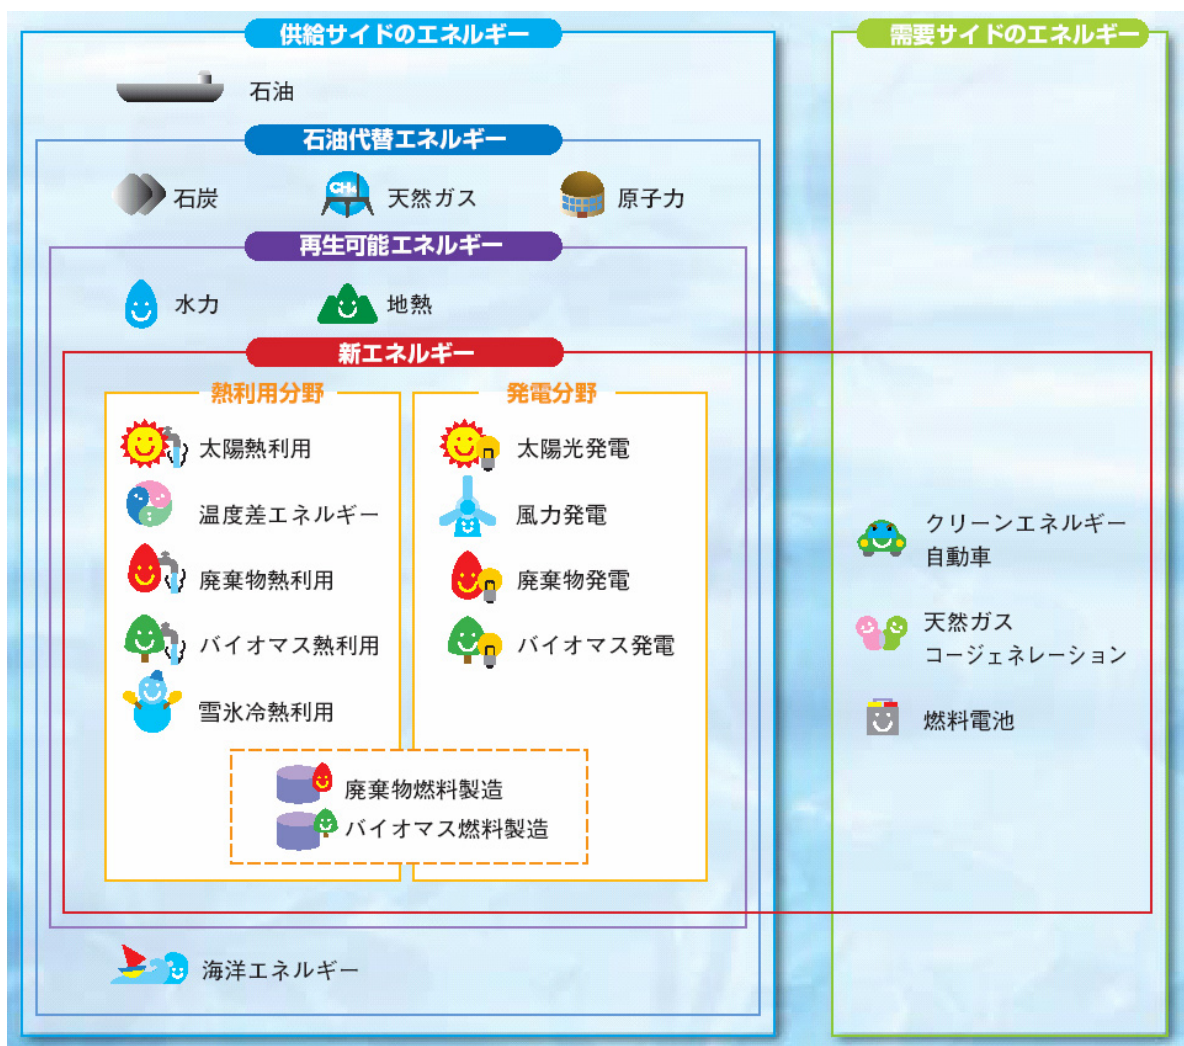 供給サイドのエネルギー
需要サイドのエネルギー
石油
石油代替エネルギー
石炭
CH4
天然ガス
原子力
再生可能エネルギー
水力
地熱
新エネルギー
熱利用分野
太陽熱利用
温度差エネルギー
廃棄物熱利用
バイオマス熱利用
雪氷冷熱利用
発電分野
太陽光発電
風力発電
廃棄物発電
バイオマス発電
廃棄物燃料製造
バイオマス燃料製造
クリーンエネルギー
自動車
天然ガス
コージェネレーション
燃料電池
海洋エネルギー